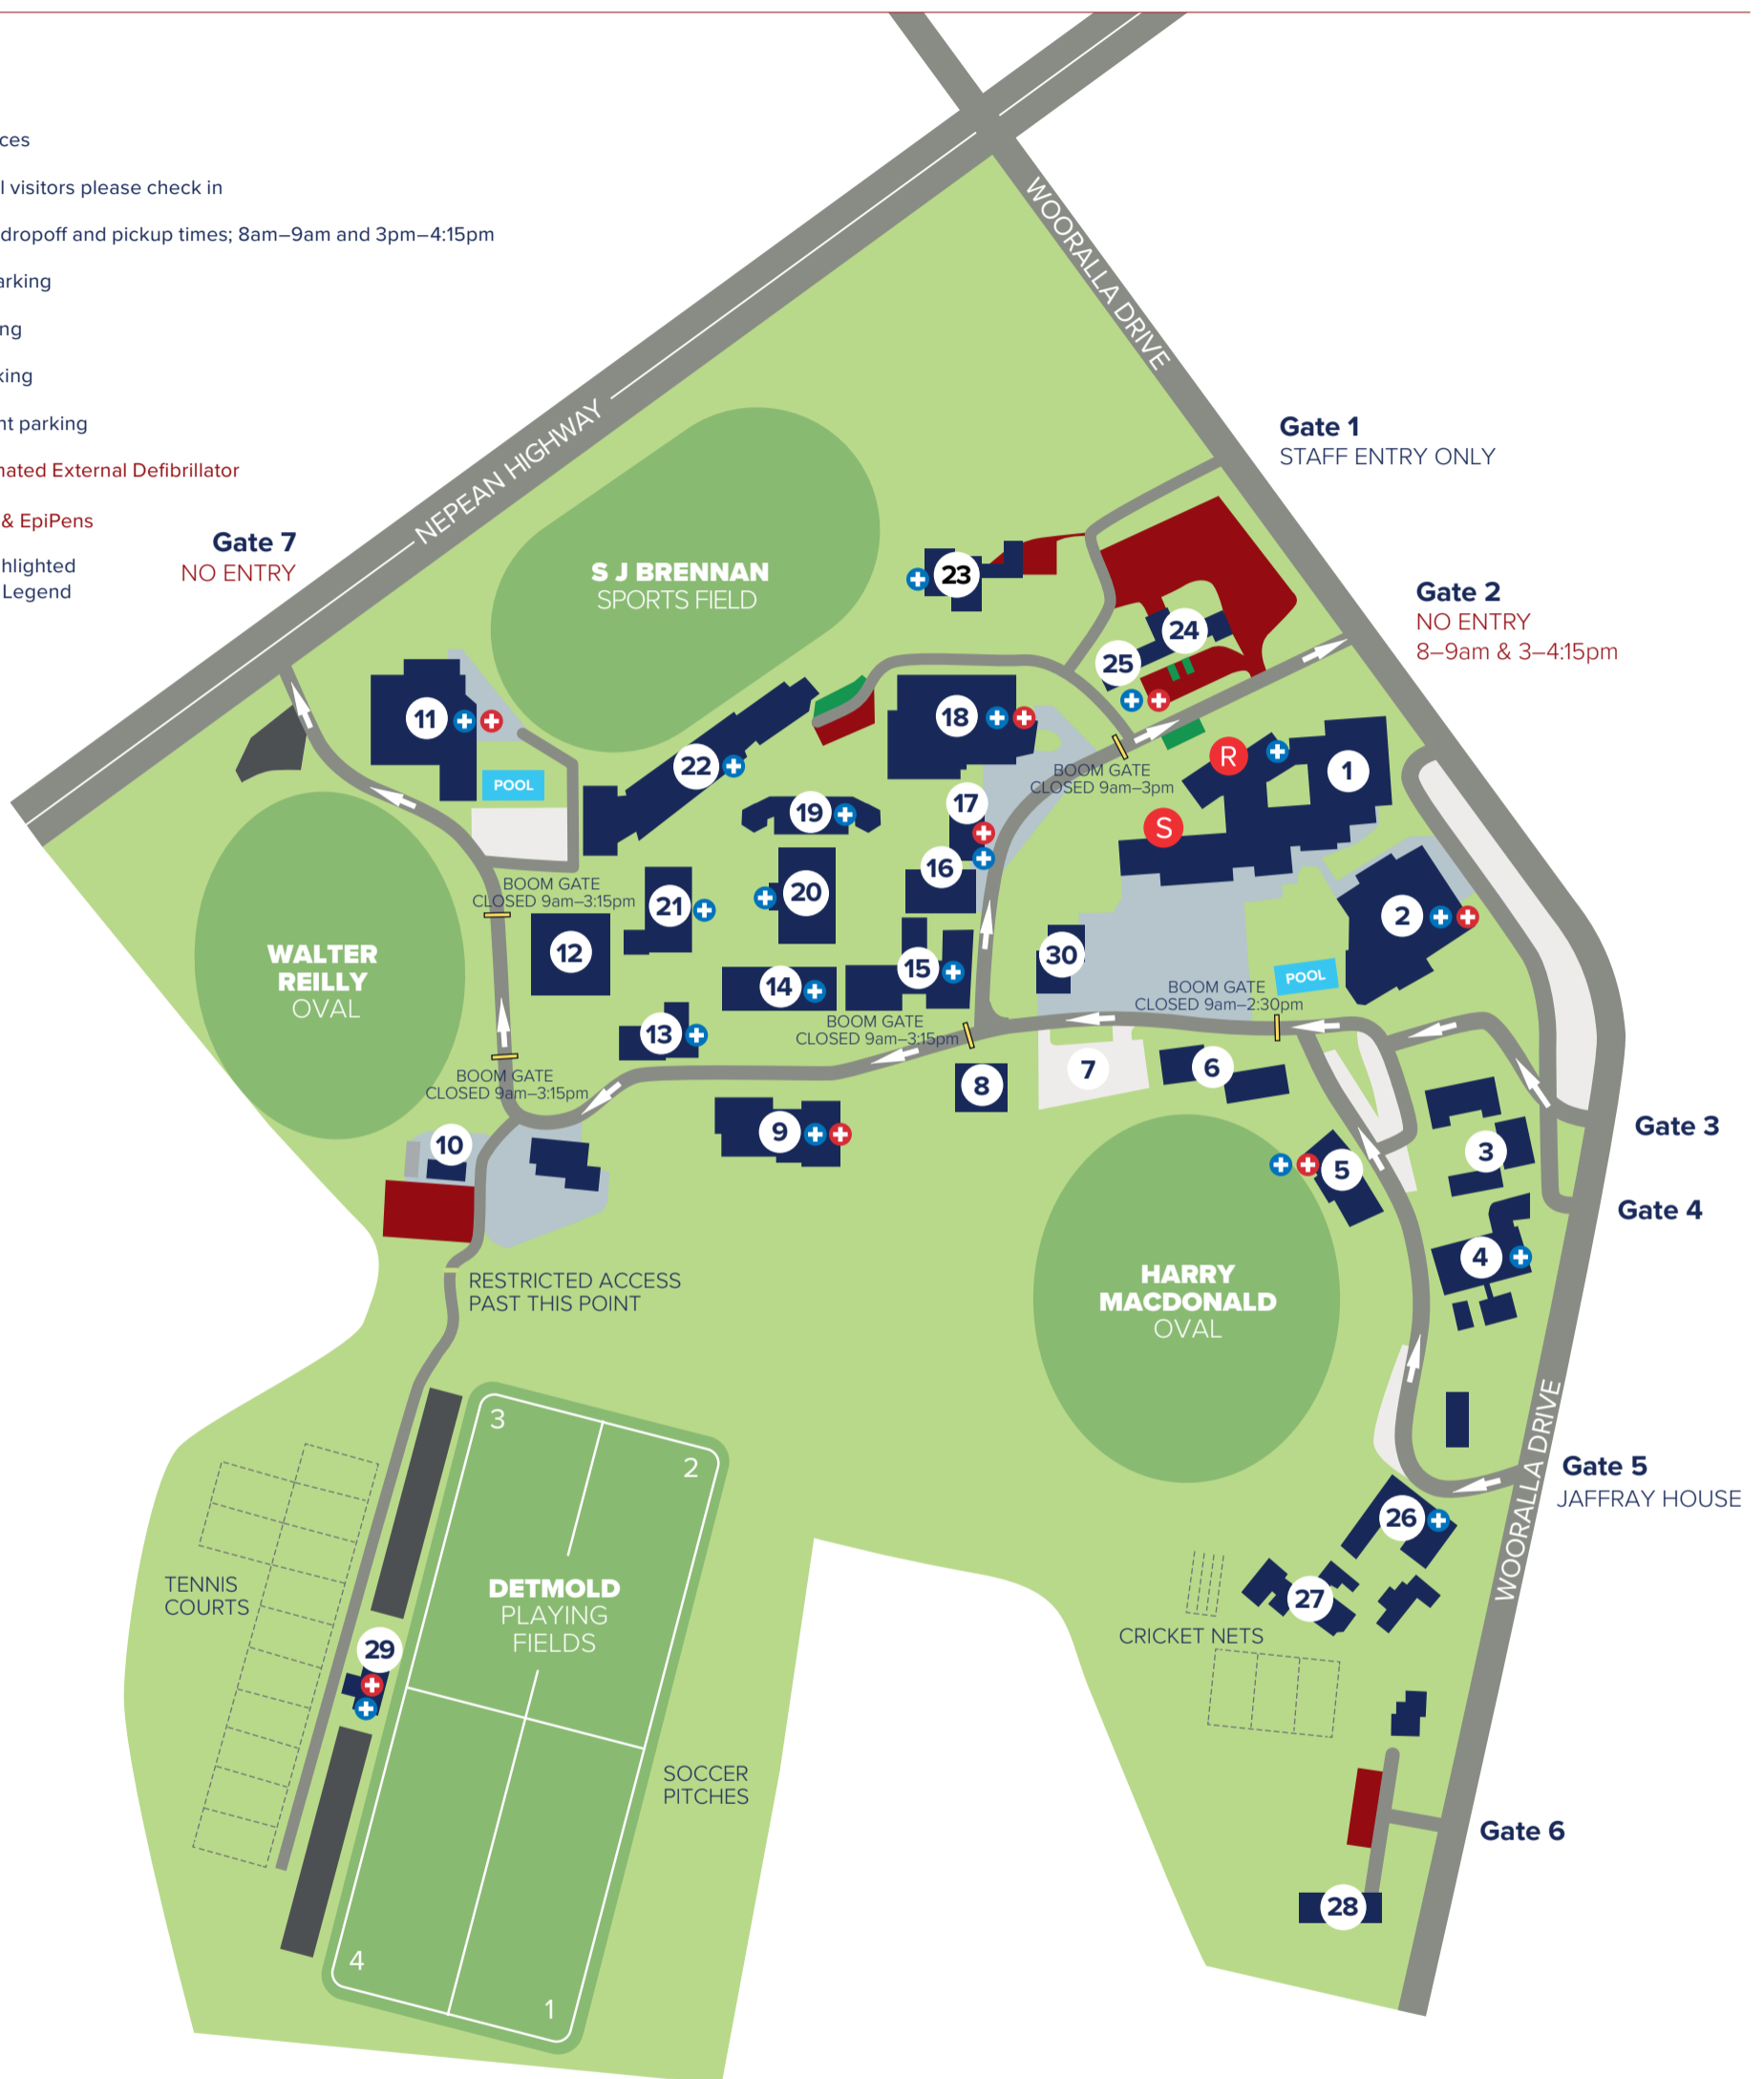 ces
l visitors please check in
dropoff and pickup times; 8am–9am and 3pm–4:15pm
arking
ng
king
nt parking
nated External Defibrillator
& EpiPens
hlighted
Legend
WOORALLA DRIVE
NEPEAN HIGHWAY
Gate 1
STAFF ENTRY ONLY
Gate 7
NO ENTRY
Gate 2
NO ENTRY
8–9am & 3–4:15pm
S J BRENNAN
SPORTS FIELD
23
24
25
11
18
22
R
1
POOL
BOOM GATE
CLOSED 9am–3pm
19
17
S
16
BOOM GATE
CLOSED 9am–3:15pm
21
20
2
12
30
WALTER
REILLY
OVAL
15
14
POOL
BOOM GATE
CLOSED 9am–2:30pm
13
BOOM GATE
CLOSED 9am–3:15pm
BOOM GATE
CLOSED 9am–3:15pm
8
7
6
Gate 3
10
9
5
3
Gate 4
4
RESTRICTED ACCESS
PAST THIS POINT
HARRY
MACDONALD
OVAL
3
2
WOORALLA DRIVE
Gate 5
JAFFRAY HOUSE
26
TENNIS
COURTS
DETMOLD
PLAYING
FIELDS
27
CRICKET NETS
29
SOCCER
PITCHES
Gate 6
28
4
1